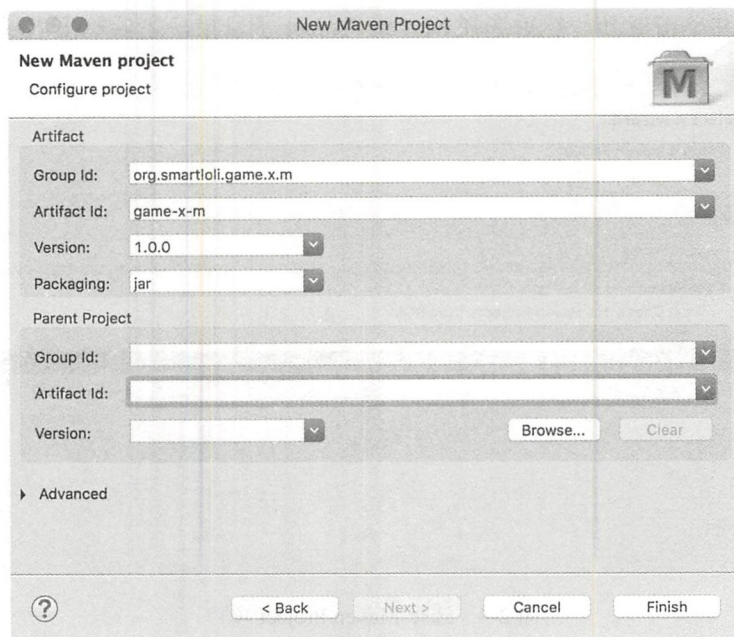 New Maven Project
New Maven project
Configure project
M
Artifact
Group Id: org.smartloli.game.x.m
Artifact Id: game-x-m
Version: 1.0.0
Packaging: jar
Parent Project
Group Id:
Artifact Id:
Version:
Browse... Clear
Advanced
? < Back Next > Cancel Finish